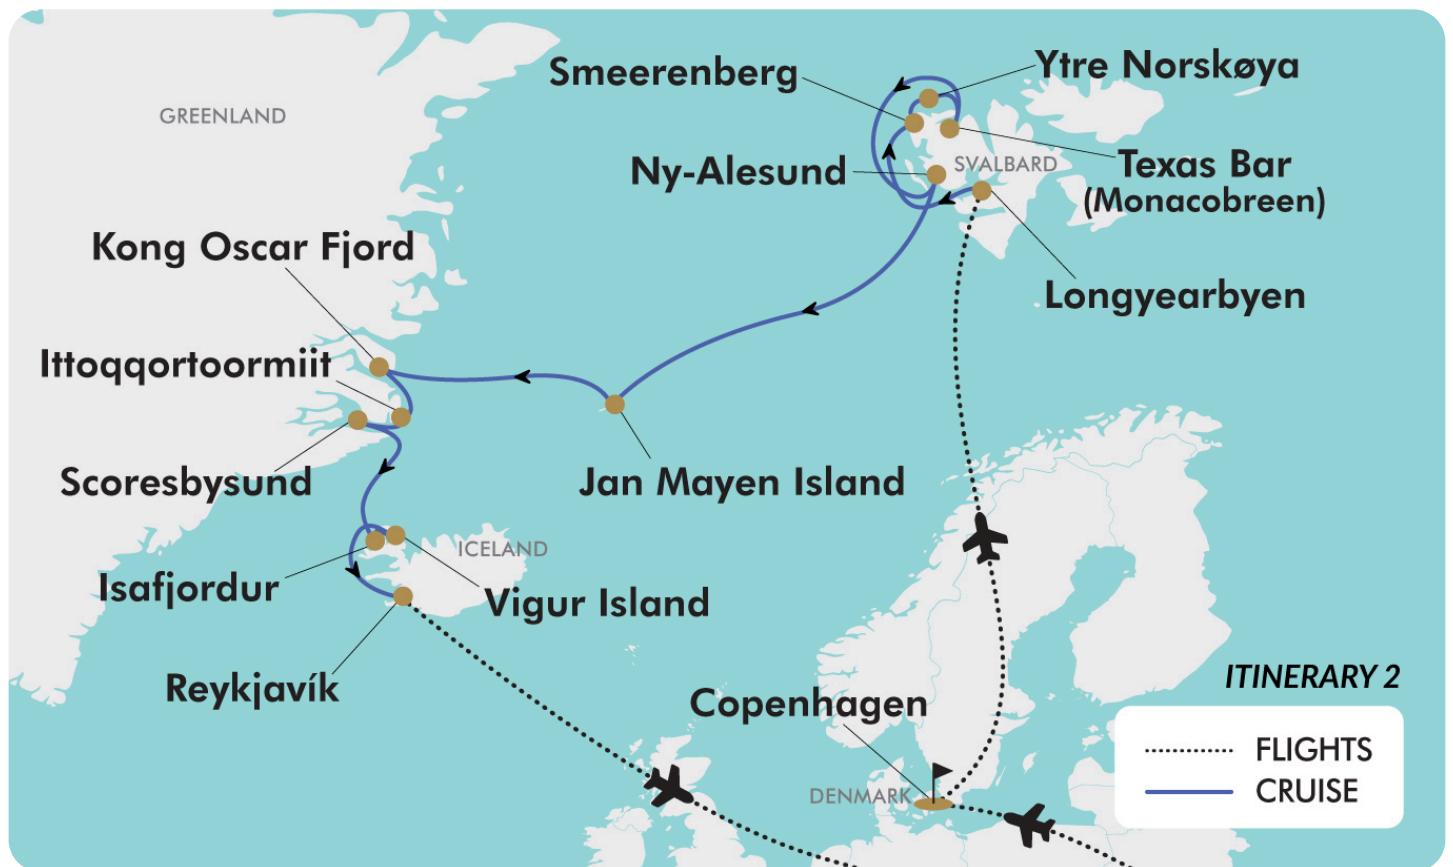 Smeerenberg
Ytre Norskøya
GREENLAND
Ny-Alesund
SVALBARD
Texas Bar
(Monacobreen)
Kong Oscar Fjord
Longyearbyen
Ittoqqortoormiit
Scoresbysund
Jan Mayen Island
ICELAND
Isafjordur
Vigur Island
Reykjavík
Copenhagen
DENMARK
ITINERARY 2
FLIGHTS
CRUISE